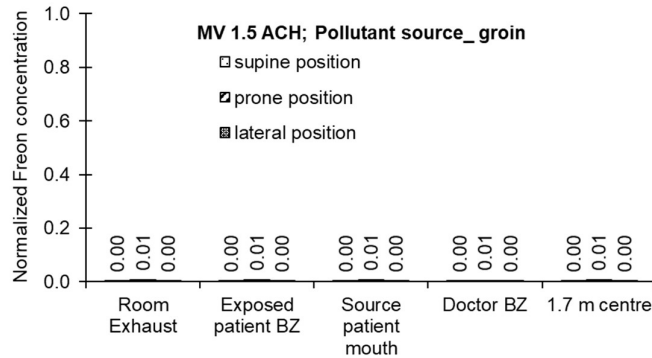 MV 1.5 ACH; Pollutant source_ groin
supine position
prone position
lateral position
Normalized Freon concentration
1.0
0.8
0.6
0.4
0.2
0.0
0.00 0.01 0.00 0.00 0.01 0.00 0.00 0.01 0.00 0.00 0.01 0.00 0.00 0.01 0.00
Room Exposed Source Doctor BZ 1.7 m centre
Exhaust patient BZ patient
mouth